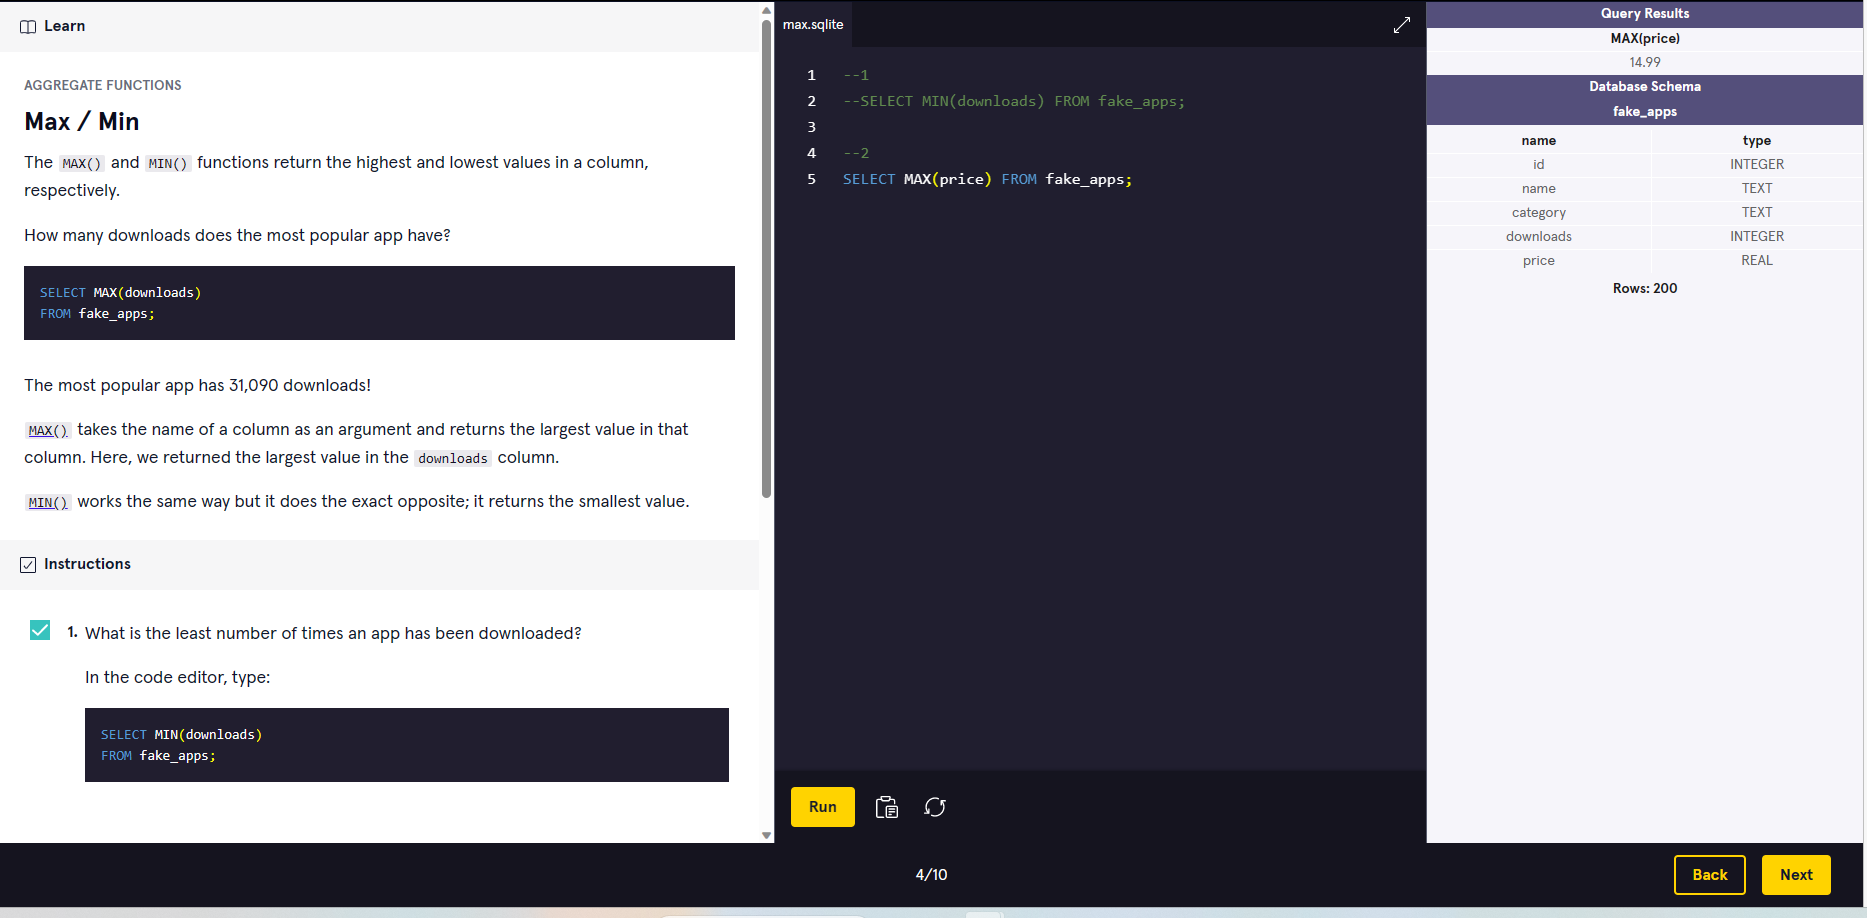 Learn
AGGREGATE FUNCTIONS
Max / Min
The MAX() and MIN() functions return the highest and lowest values in a column,
respectively.
How many downloads does the most popular app have?
SELECT MAX(downloads)
FROM fake_apps;
The most popular app has 31,090 downloads!
MAX() takes the name of a column as an argument and returns the largest value in that
column. Here, we returned the largest value in the downloads column.
MIN() works the same way but it does the exact opposite; it returns the smallest value.
Instructions
1. What is the least number of times an app has been downloaded?
In the code editor, type:
SELECT MIN(downloads)
FROM fake_apps;
max.sqlite
1 --1
2 --SELECT MIN(downloads) FROM fake_apps;
3
4 --2
5 SELECT MAX(price) FROM fake_apps;
Run
Query Results
MAX(price)
14.99
Database Schema
fake_apps
name type
id INTEGER
name TEXT
category TEXT
downloads INTEGER
price REAL
Rows: 200
4/10
Back
Next